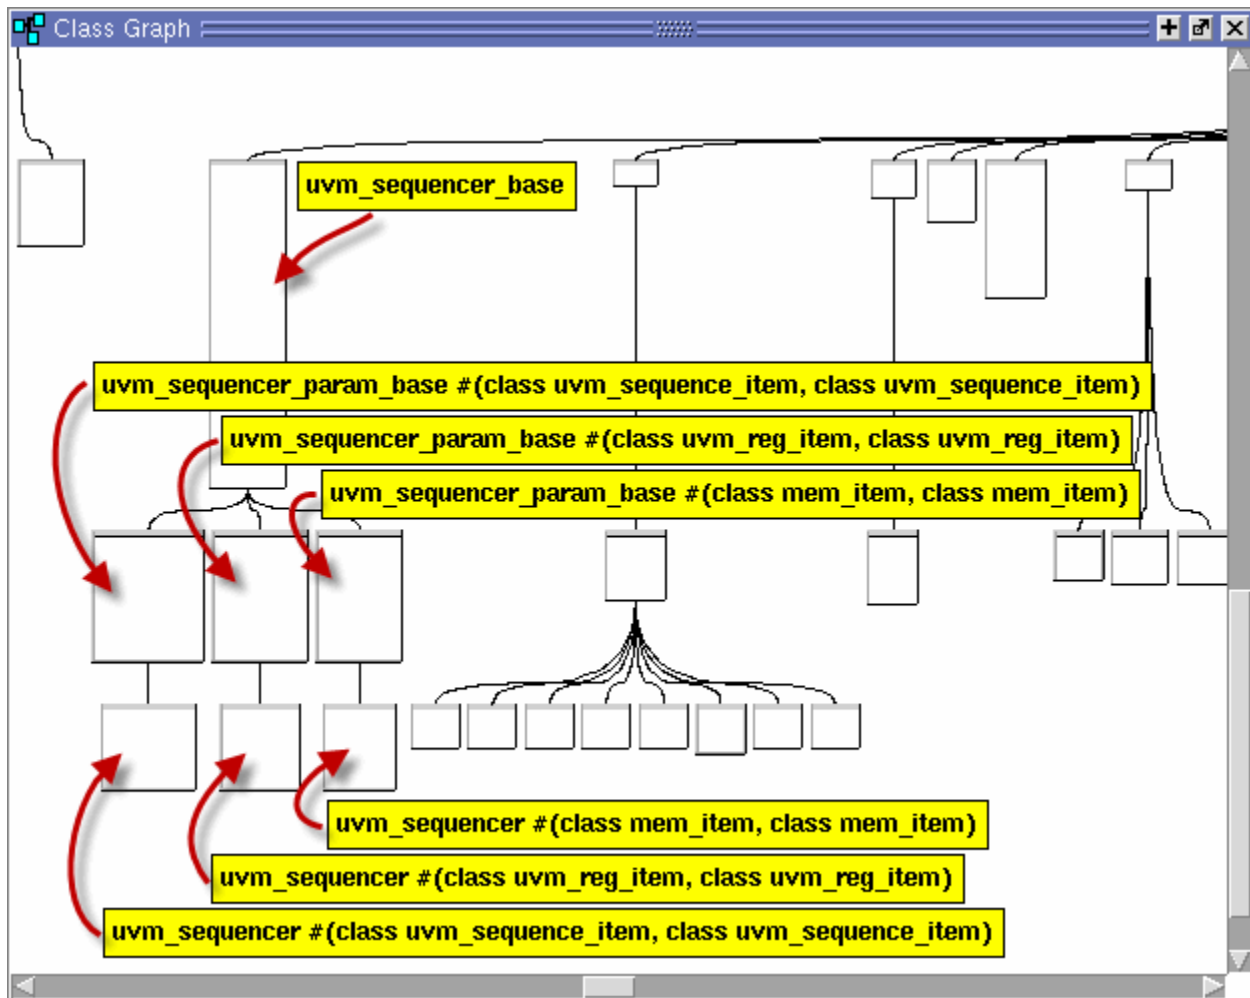 Class Graph
uvm_sequencer_base
uvm_sequencer_param_base #(class uvm_sequence_item, class uvm_sequence_item)
uvm_sequencer_param_base #(class uvm_reg_item, class uvm_reg_item)
uvm_sequencer_param_base #(class mem_item, class mem_item)
uvm_sequencer #(class mem_item, class mem_item)
uvm_sequencer #(class uvm_reg_item, class uvm_reg_item)
uvm_sequencer #(class uvm_sequence_item, class uvm_sequence_item)